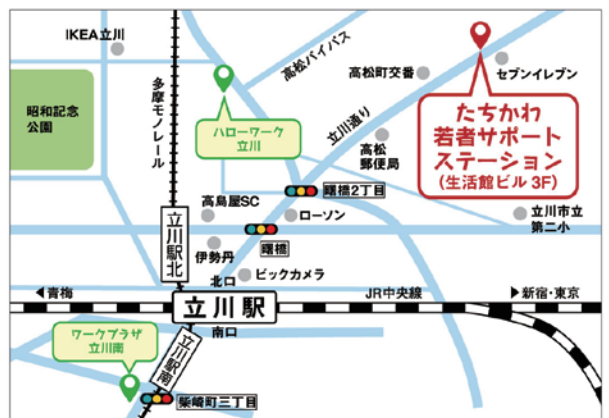 IKEA立川
多摩モノレール
高松バイパス
高松町交番
セブンイレブン
昭和記念
公園
ハローワーク
立川
立川通り
高松
郵便局
たちかわ
若者サポート
ステーション
(生活館ビル 3F)
曙橋2丁目
高島屋SC
ローソン
立川市立
第二小
立川駅北
伊勢丹
曙橋
北口
ビックカメラ
◀青梅
立川駅
JR中央線
▶新宿・東京
南口
ワークプラザ
立川南
立川駅南
柴崎町三丁目